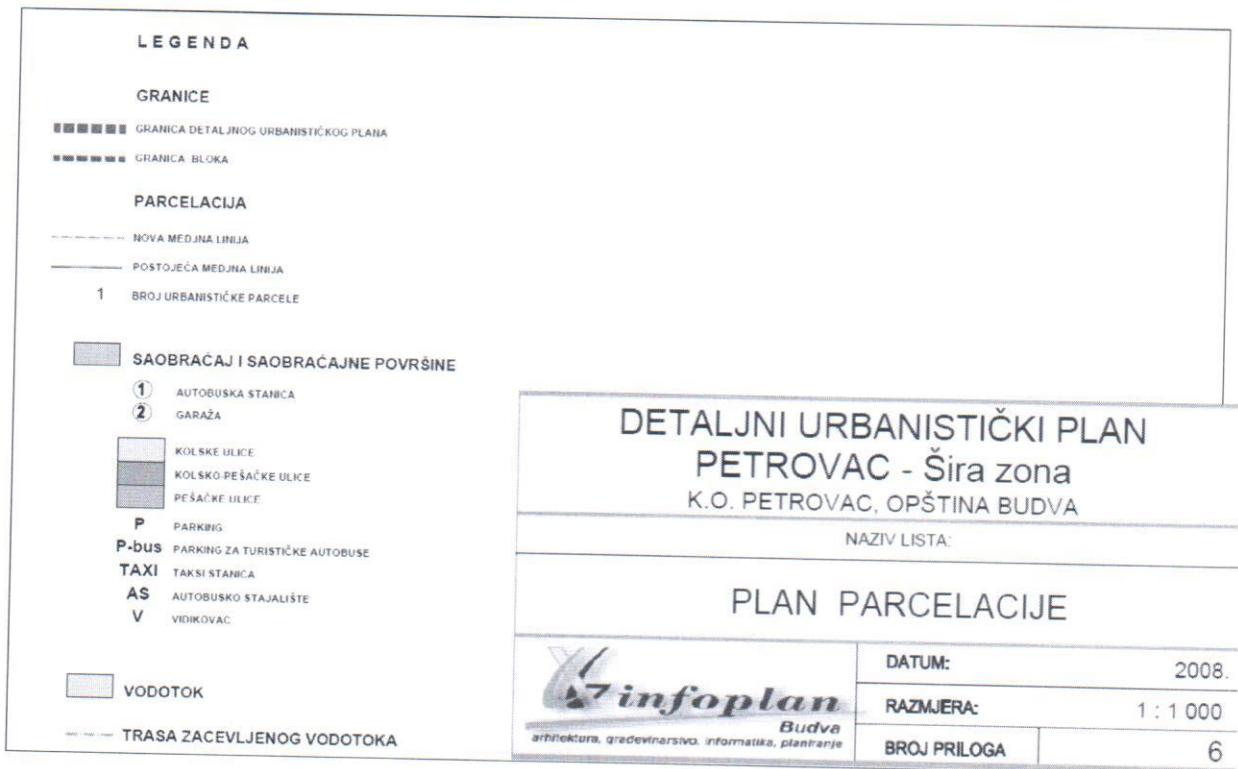 LEGENDA
GRANICE
GRANICA DETALJNOG URBANISTIČKOG PLANA
GRANICA BLOKA
PARCELACIJA
NOVA MEDJNA LINIJA
POSTOJEĆA MEDJNA LINIJA
1 BROJ URBANISTIČKE PARCELE
SAOBRAĆAJ I SAOBRAĆAJNE POVRŠINE
1 AUTOBUSKA STANICA
2 GARAŽA
KOLSKE ULICE
KOLSKO-PEŠAČKE ULICE
PEŠAČKE ULICE
P PARKING
P-bus PARKING ZA TURISTIČKE AUTOBUSE
TAXI TAKSI STANICA
AS AUTOBUSKO STAJALIŠTE
V VIDIKOVAC
VODOTOK
TRASA ZACEVLJENOG VODOTOKA
DETALJNI URBANISTIČKI PLAN
PETROVAC - Šira zona
K.O. PETROVAC, OPŠTINA BUDVA
NAZIV LISTA:
PLAN PARCELACIJE
infoplan
Budva
arhitektura, građevinarstvo, informatika, planiranje
DATUM: 2008.
RAZMJERA: 1 : 1 000
BROJ PRILOGA 6